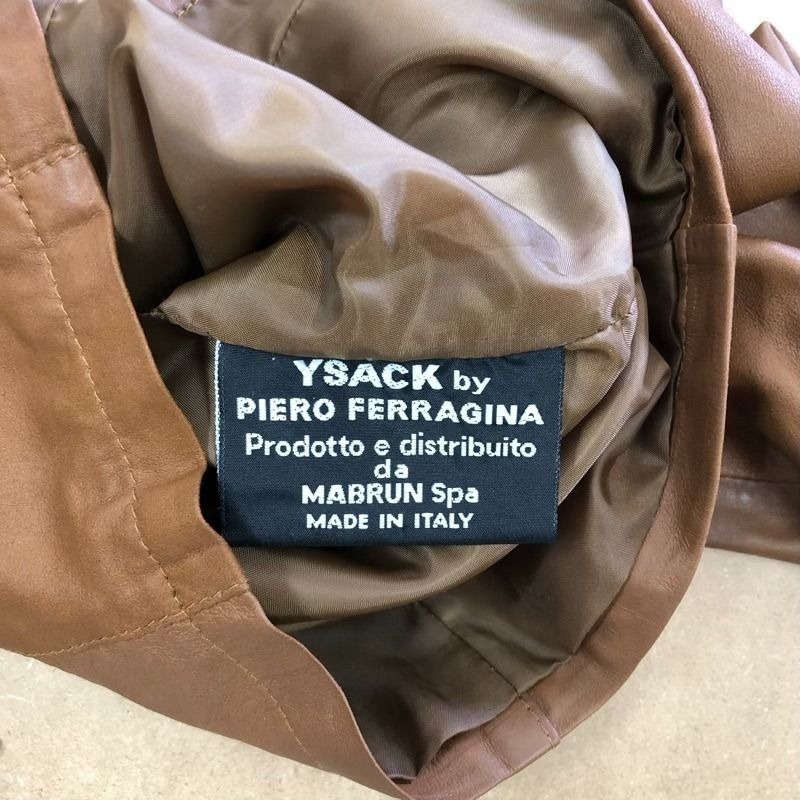 YSACK by
PIERO FERRAGINA
Prodotto e distribuito
da
MABRUN Spa
MADE IN ITALY